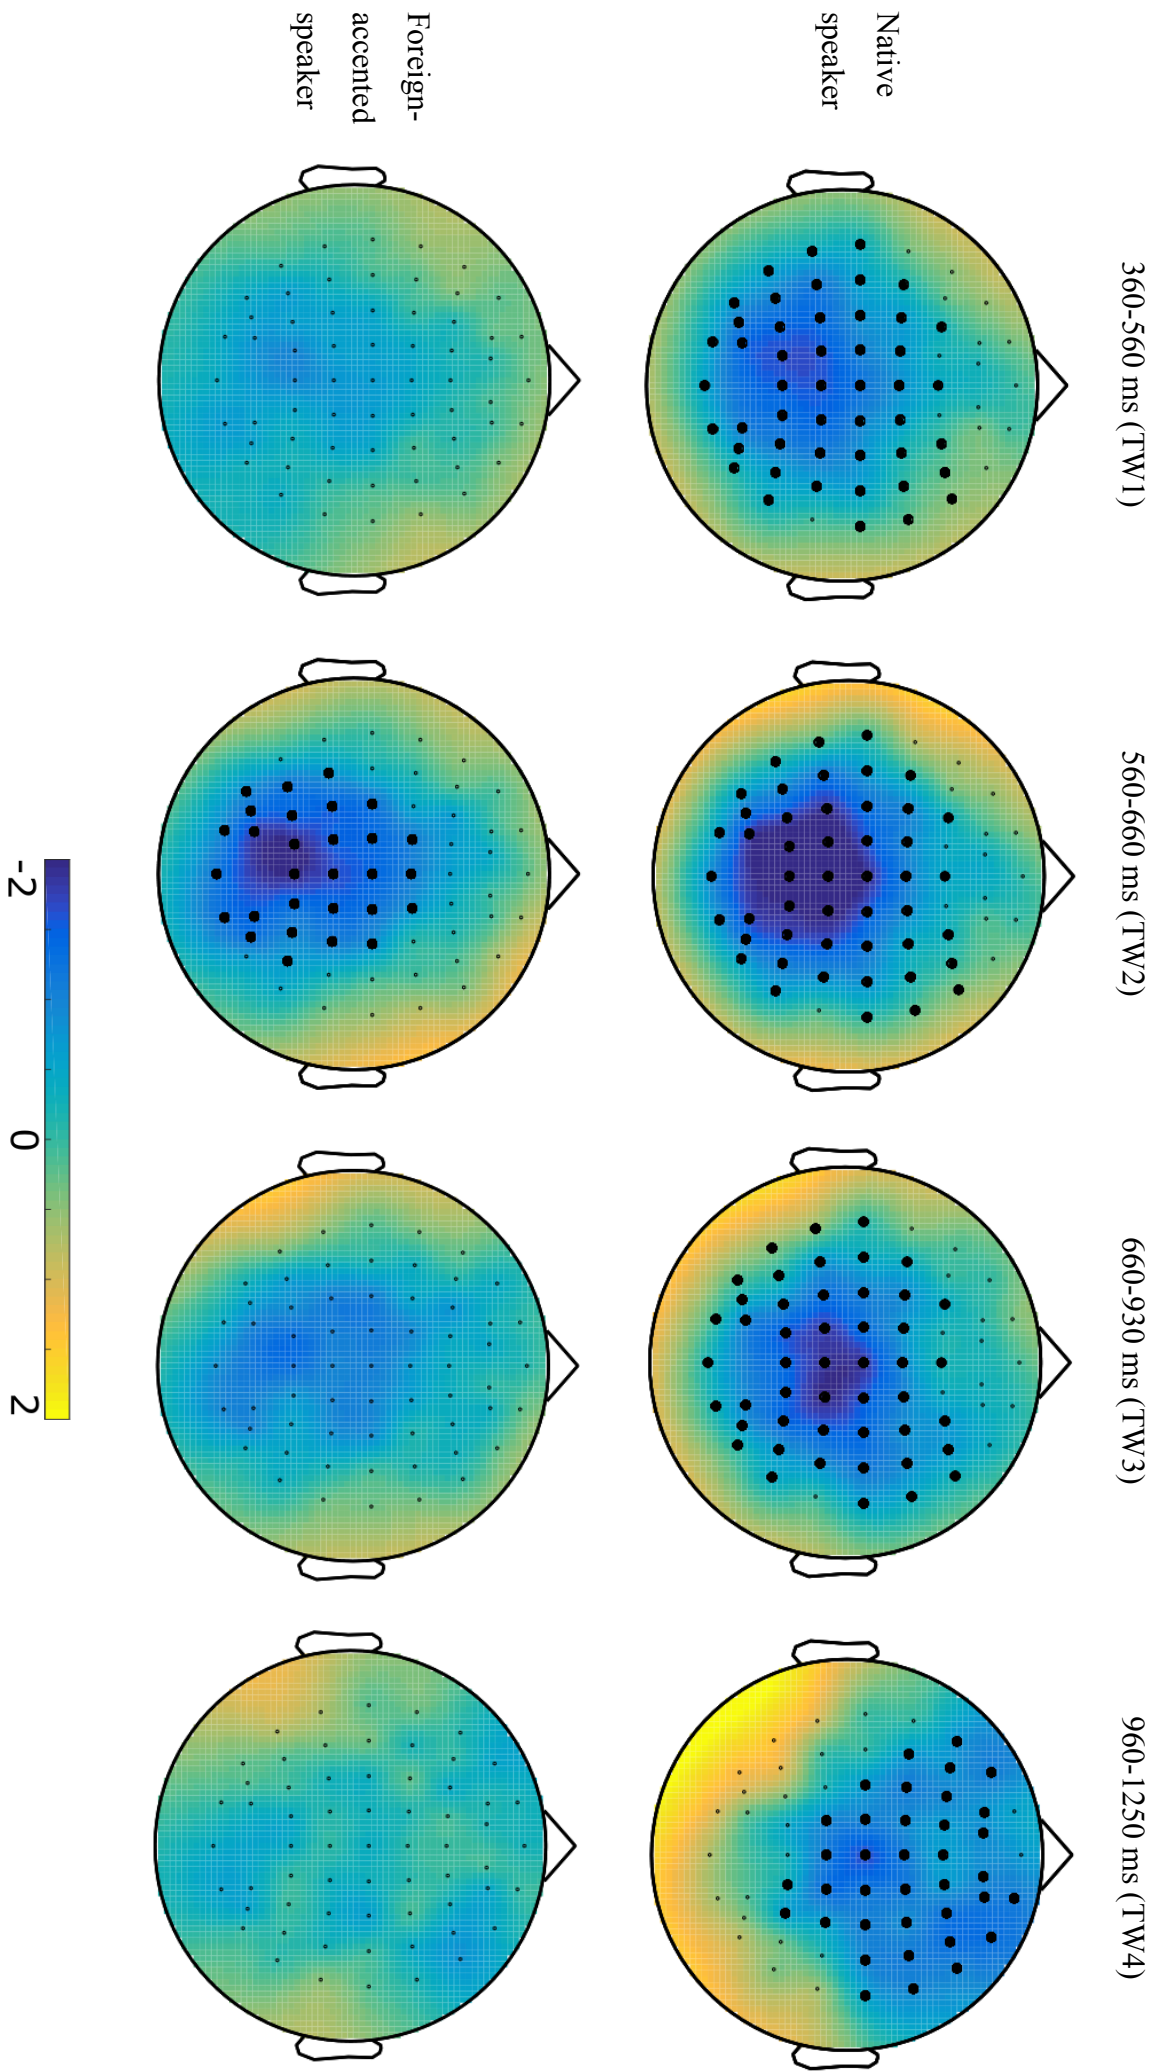 360-560 ms (TW1)
560-660 ms (TW2)
660-930 ms (TW3)
960-1250 ms (TW4)
Native
speaker
Foreign-
accented
speaker
-2
0
2